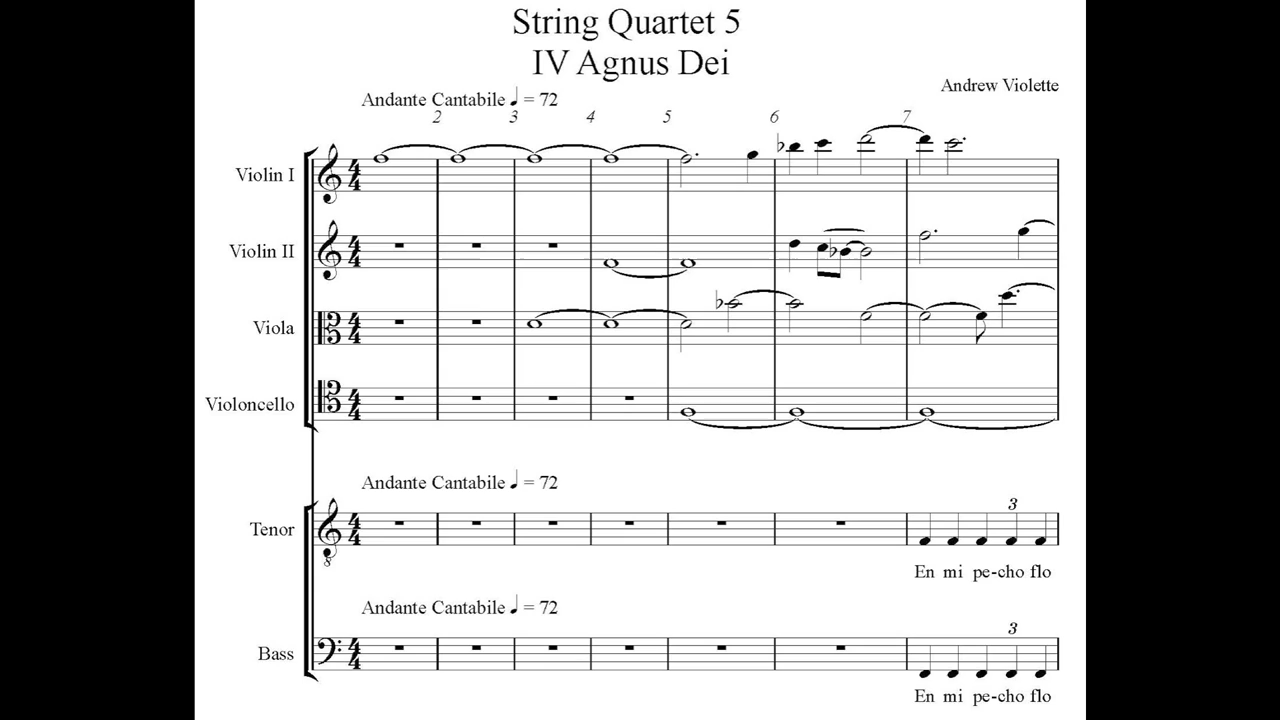 String Quartet 5
IV Agnus Dei
Andrew Violette
Andante Cantabile ♩ = 72
2 3 4 5 6 7
Violin I
Violin II
Viola
Violoncello
Andante Cantabile ♩ = 72
3
Tenor
En mi pe-cho flo
Andante Cantabile ♩ = 72
3
Bass
En mi pe-cho flo